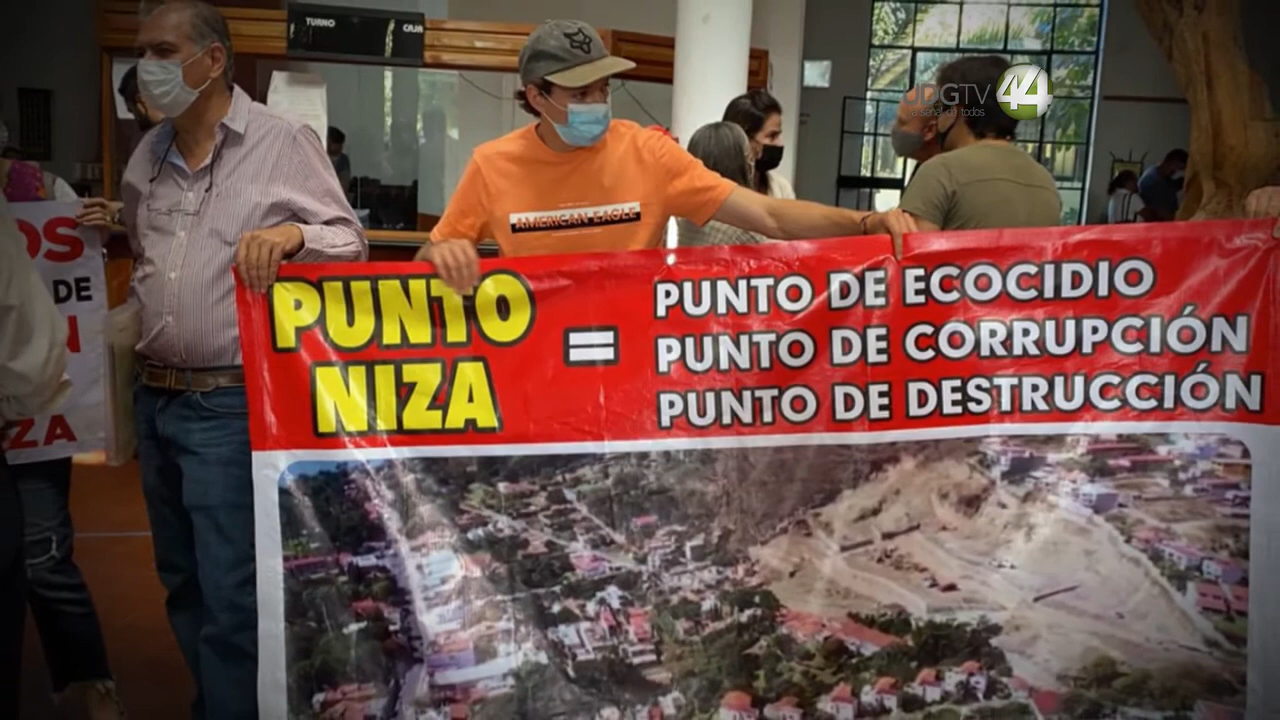 TURNO CAJA
UDGTV 44
AMERICAN EAGLE
OS
DE
N
ZA
PUNTO
NIZA
=
PUNTO DE ECOCIDIO
PUNTO DE CORRUPCIÓN
PUNTO DE DESTRUCCIÓN